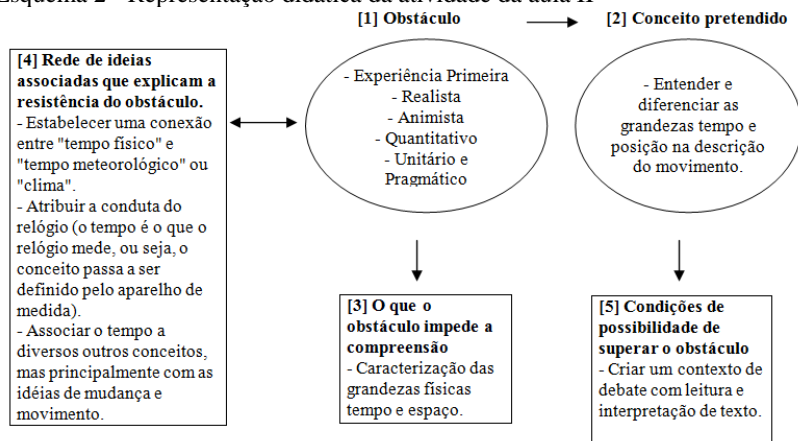 Esquema 2 - Representação didática da atividade da aula II
[1] Obstáculo
[2] Conceito pretendido
[4] Rede de ideias
associadas que explicam a
resistência do obstáculo.
- Estabelecer uma conexão
entre "tempo físico" e
"tempo meteorológico" ou
"clima".
- Atribuir a conduta do
relógio (o tempo é o que o
relógio mede, ou seja, o
conceito passa a ser
definido pelo aparelho de
medida).
- Associar o tempo a
diversos outros conceitos,
mas principalmente com as
idéias de mudança e
movimento.
- Experiência Primeira
- Realista
- Animista
- Quantitativo
- Unitário e
Pragmático
- Entender e
diferenciar as
grandezas tempo e
posição na descrição
do movimento.
[3] O que o
obstáculo impede a
compreensão
- Caracterização das
grandezas físicas
tempo e espaço.
[5] Condições de
possibilidade de
superar o obstáculo
- Criar um contexto de
debate com leitura e
interpretação de texto.